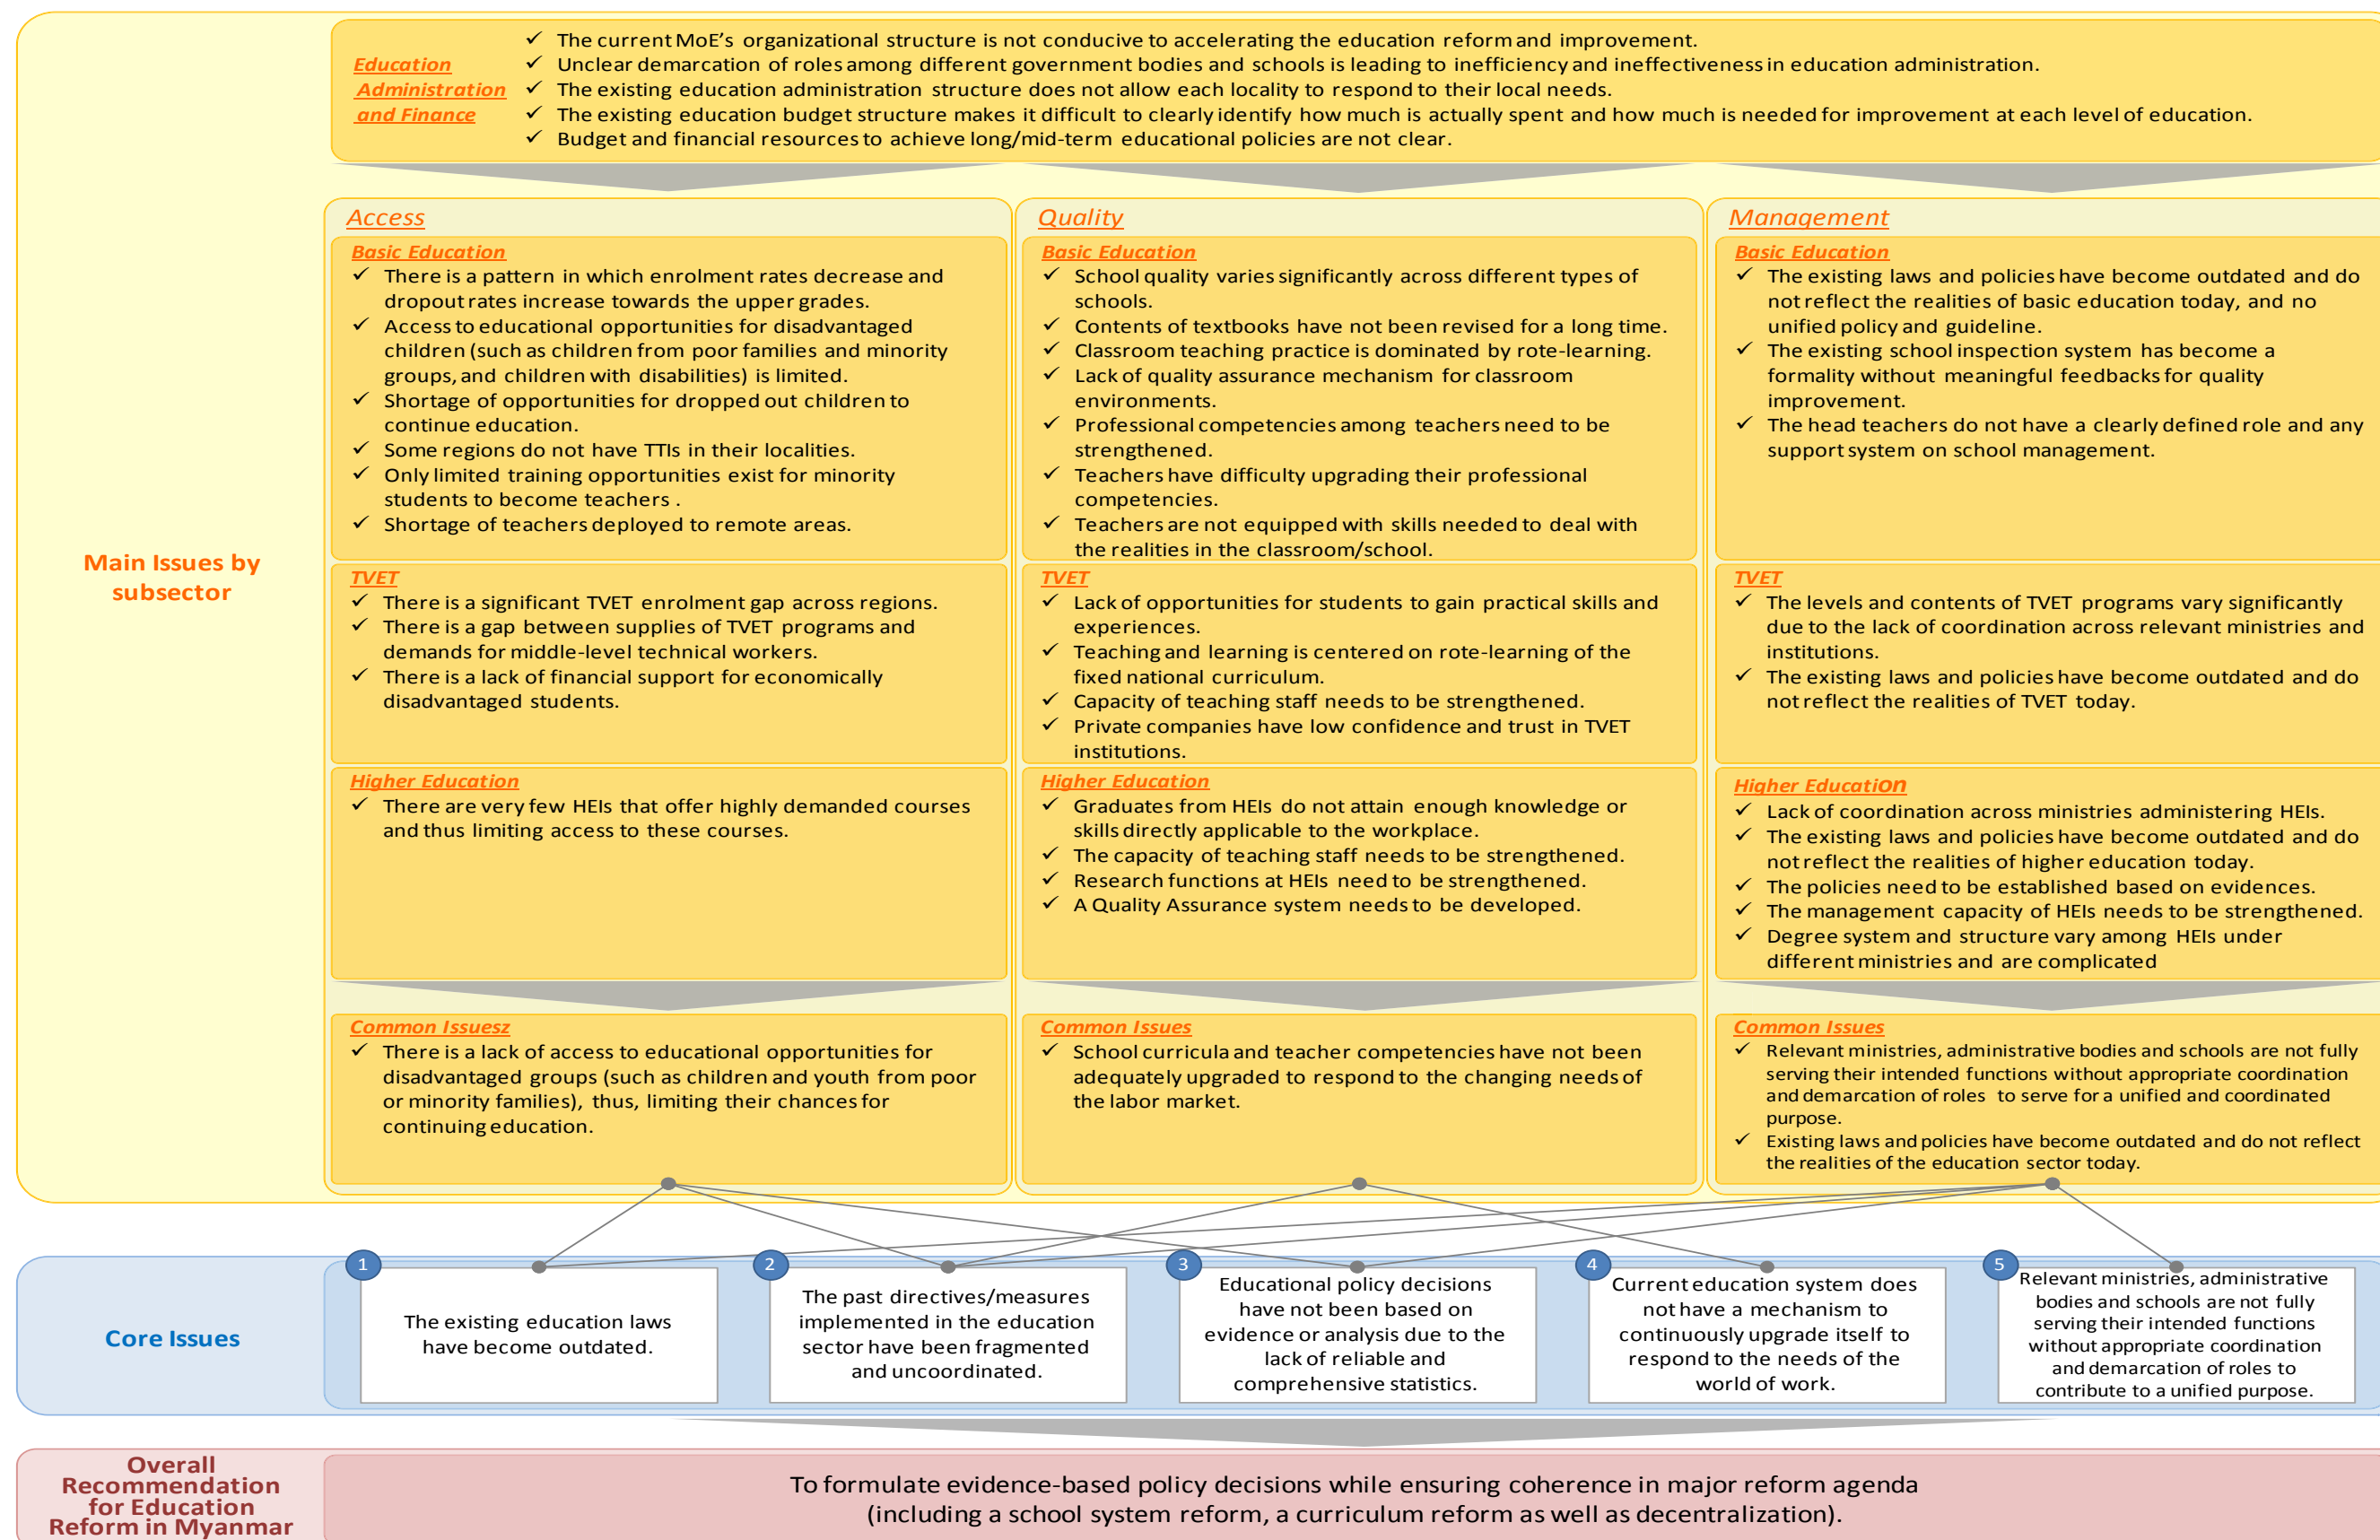 Education
Administration
and Finance
✓ The current MoE's organizational structure is not conducive to accelerating the education reform and improvement.
✓ Unclear demarcation of roles among different government bodies and schools is leading to inefficiency and ineffectiveness in education administration.
✓ The existing education administration structure does not allow each locality to respond to their local needs.
✓ The existing education budget structure makes it difficult to clearly identify how much is actually spent and how much is needed for improvement at each level of education.
✓ Budget and financial resources to achieve long/mid-term educational policies are not clear.
Main Issues by
subsector
Access
Basic Education
✓ There is a pattern in which enrolment rates decrease and
dropout rates increase towards the upper grades.
✓ Access to educational opportunities for disadvantaged
children (such as children from poor families and minority
groups, and children with disabilities) is limited.
✓ Shortage of opportunities for dropped out children to
continue education.
✓ Some regions do not have TTIs in their localities.
✓ Only limited training opportunities exist for minority
students to become teachers .
✓ Shortage of teachers deployed to remote areas.
TVET
✓ There is a significant TVET enrolment gap across regions.
✓ There is a gap between supplies of TVET programs and
demands for middle-level technical workers.
✓ There is a lack of financial support for economically
disadvantaged students.
Higher Education
✓ There are very few HEIs that offer highly demanded courses
and thus limiting access to these courses.
Common Issuesz
✓ There is a lack of access to educational opportunities for
disadvantaged groups (such as children and youth from poor
or minority families), thus, limiting their chances for
continuing education.
Quality
Basic Education
✓ School quality varies significantly across different types of
schools.
✓ Contents of textbooks have not been revised for a long time.
✓ Classroom teaching practice is dominated by rote-learning.
✓ Lack of quality assurance mechanism for classroom
environments.
✓ Professional competencies among teachers need to be
strengthened.
✓ Teachers have difficulty upgrading their professional
competencies.
✓ Teachers are not equipped with skills needed to deal with
the realities in the classroom/school.
TVET
✓ Lack of opportunities for students to gain practical skills and
experiences.
✓ Teaching and learning is centered on rote-learning of the
fixed national curriculum.
✓ Capacity of teaching staff needs to be strengthened.
✓ Private companies have low confidence and trust in TVET
institutions.
Higher Education
✓ Graduates from HEIs do not attain enough knowledge or
skills directly applicable to the workplace.
✓ The capacity of teaching staff needs to be strengthened.
✓ Research functions at HEIs need to be strengthened.
✓ A Quality Assurance system needs to be developed.
Common Issues
✓ School curricula and teacher competencies have not been
adequately upgraded to respond to the changing needs of
the labor market.
Management
Basic Education
✓ The existing laws and policies have become outdated and do
not reflect the realities of basic education today, and no
unified policy and guideline.
✓ The existing school inspection system has become a
formality without meaningful feedbacks for quality
improvement.
✓ The head teachers do not have a clearly defined role and any
support system on school management.
TVET
✓ The levels and contents of TVET programs vary significantly
due to the lack of coordination across relevant ministries and
institutions.
✓ The existing laws and policies have become outdated and do
not reflect the realities of TVET today.
Higher Education
✓ Lack of coordination across ministries administering HEIs.
✓ The existing laws and policies have become outdated and do
not reflect the realities of higher education today.
✓ The policies need to be established based on evidences.
✓ The management capacity of HEIs needs to be strengthened.
✓ Degree system and structure vary among HEIs under
different ministries and are complicated
Common Issues
✓ Relevant ministries, administrative bodies and schools are not fully
serving their intended functions without appropriate coordination
and demarcation of roles to serve for a unified and coordinated
purpose.
✓ Existing laws and policies have become outdated and do not reflect
the realities of the education sector today.
Core Issues
1
The existing education laws
have become outdated.
2
The past directives/measures
implemented in the education
sector have been fragmented
and uncoordinated.
3
Educational policy decisions
have not been based on
evidence or analysis due to the
lack of reliable and
comprehensive statistics.
4
Current education system does
not have a mechanism to
continuously upgrade itself to
respond to the needs of the
world of work.
5
Relevant ministries, administrative
bodies and schools are not fully
serving their intended functions
without appropriate coordination
and demarcation of roles to
contribute to a unified purpose.
Overall
Recommendation
for Education
Reform in Myanmar
To formulate evidence-based policy decisions while ensuring coherence in major reform agenda
(including a school system reform, a curriculum reform as well as decentralization).